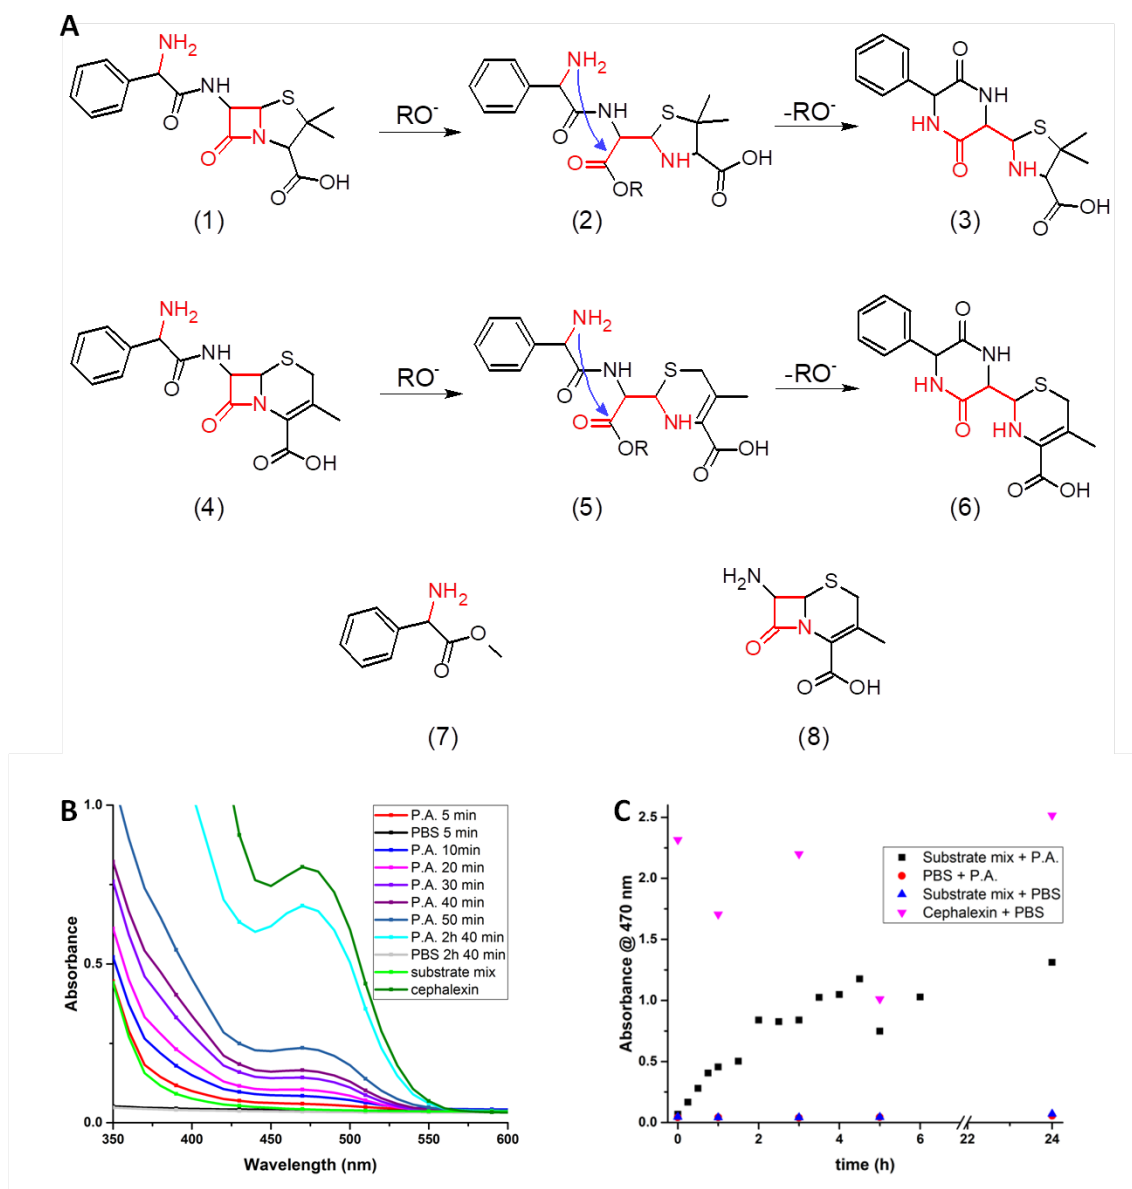 A
NH2
NH
S
O
N
O
O
OH
(1)
RO-
NH2
NH
O
S
O
NH
OR
O
OH
(2)
-RO-
O
NH
HN
O
S
NH
O
OH
(3)
NH2
NH
S
O
N
O
O
OH
(4)
RO-
NH2
NH
O
S
O
NH
OR
O
OH
(5)
-RO-
O
NH
HN
O
S
HN
O
OH
(6)
NH2
O
O
(7)
H2N
S
N
O
O
OH
(8)
B
Absorbance
1.0
0.5
0.0
350 400 450 500 550 600
Wavelength (nm)
P.A. 5 min
PBS 5 min
P.A. 10min
P.A. 20 min
P.A. 30 min
P.A. 40 min
P.A. 50 min
P.A. 2h 40 min
PBS 2h 40 min
substrate mix
cephalexin
C
Absorbance @ 470 nm
2.5
2.0
1.5
1.0
0.5
0.0
0 2 4 6 22 24
time (h)
Substrate mix + P.A.
PBS + P.A.
Substrate mix + PBS
Cephalexin + PBS